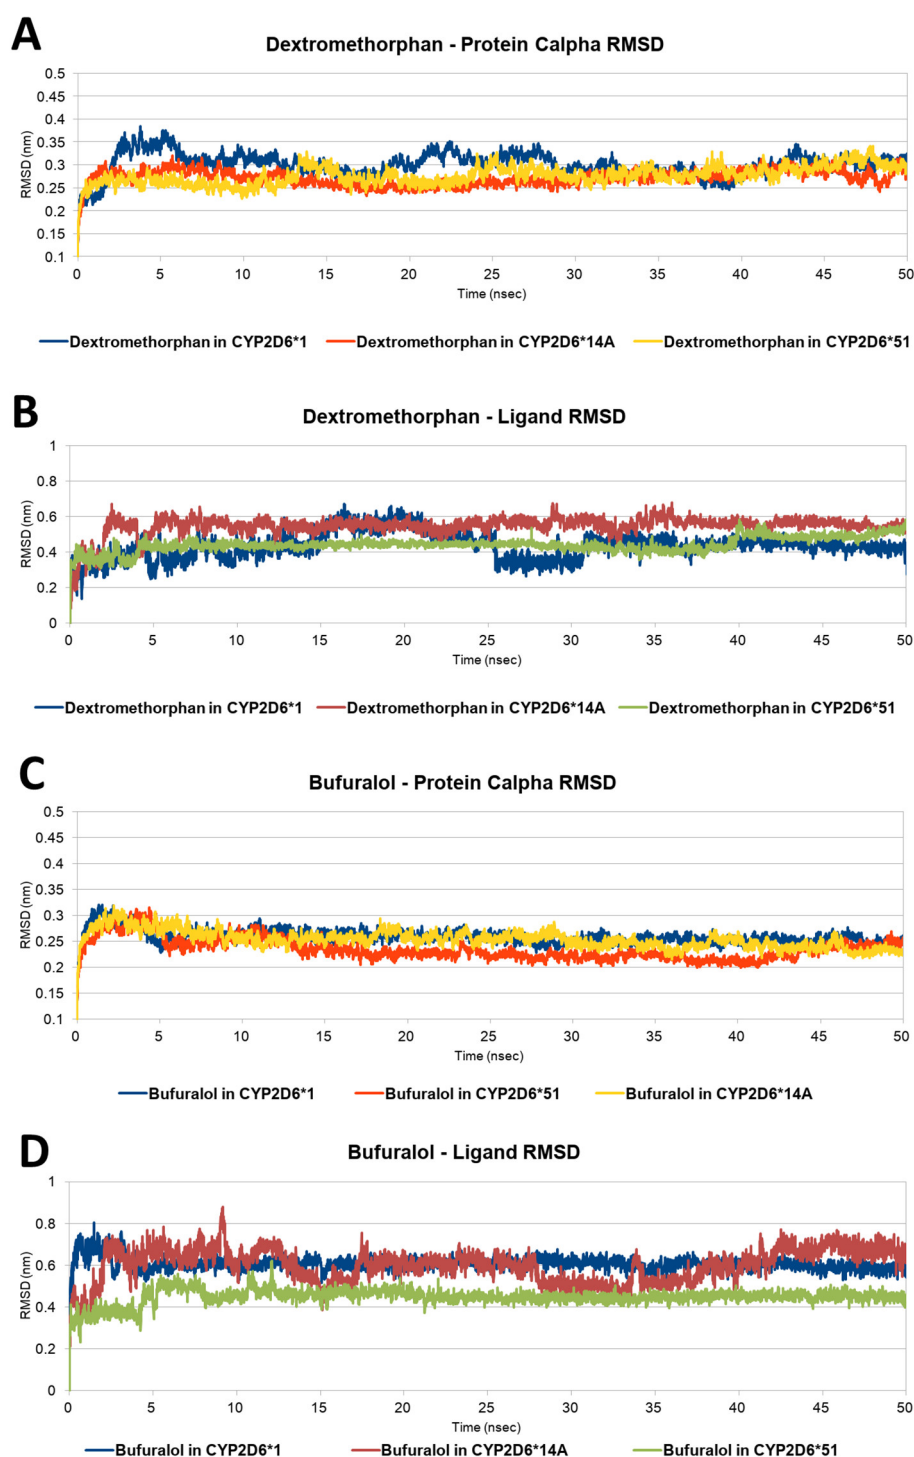 A
Dextromethorphan - Protein Calpha RMSD
0.5
0.45
0.4
0.35
0.3
0.25
0.2
0.15
0.1
RMSD (nm)
0 5 10 15 20 25 30 35 40 45 50
Time (nsec)
Dextromethorphan in CYP2D6*1 Dextromethorphan in CYP2D6*14A Dextromethorphan in CYP2D6*51
B
Dextromethorphan - Ligand RMSD
1
0.8
0.6
0.4
0.2
0
RMSD (nm)
0 5 10 15 20 25 30 35 40 45 50
Time (nsec)
Dextromethorphan in CYP2D6*1 Dextromethorphan in CYP2D6*14A Dextromethorphan in CYP2D6*51
C
Bufuralol - Protein Calpha RMSD
0.5
0.45
0.4
0.35
0.3
0.25
0.2
0.15
0.1
RMSD (nm)
0 5 10 15 20 25 30 35 40 45 50
Time (nsec)
Bufuralol in CYP2D6*1 Bufuralol in CYP2D6*51 Bufuralol in CYP2D6*14A
D
Bufuralol - Ligand RMSD
1
0.8
0.6
0.4
0.2
0
RMSD (nm)
0 5 10 15 20 25 30 35 40 45 50
Time (nsec)
Bufuralol in CYP2D6*1 Bufuralol in CYP2D6*14A Bufuralol in CYP2D6*51